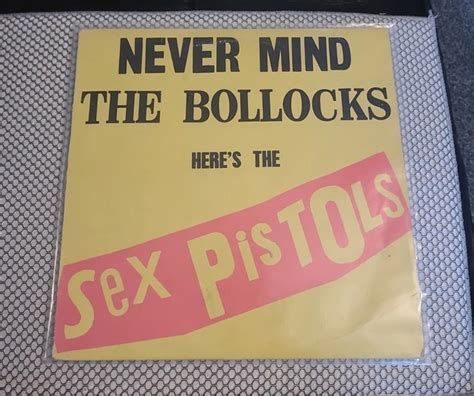 NEVER MIND
THE BOLLOCKS
HERE'S THE
Sex PisTOls